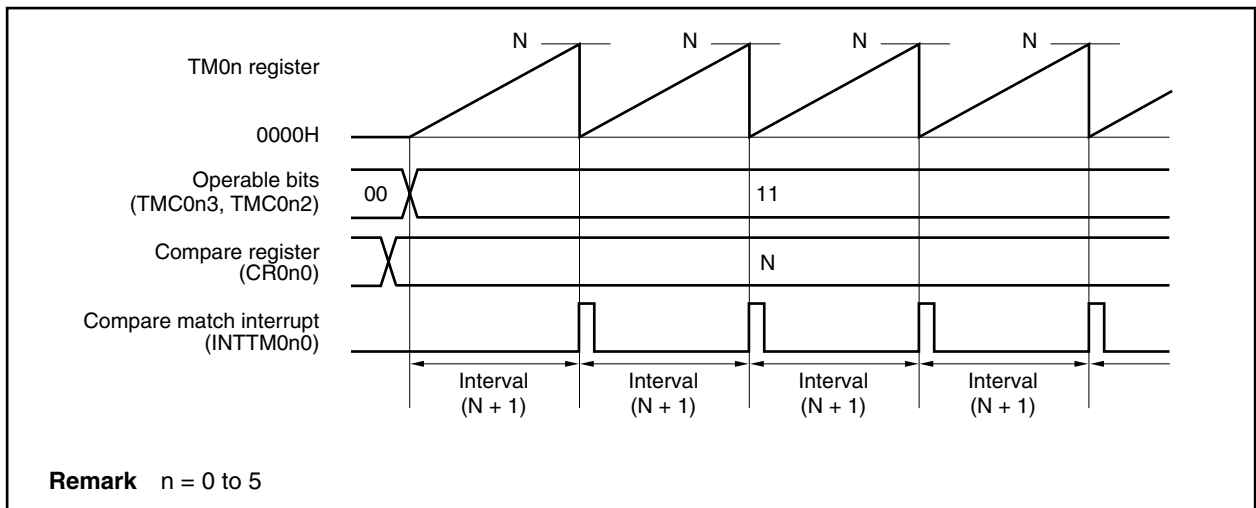 N N N N
TM0n register
0000H
Operable bits
(TMC0n3, TMC0n2)
00 11
Compare register
(CR0n0)
N
Compare match interrupt
(INTTM0n0)
Interval Interval Interval Interval
(N + 1) (N + 1) (N + 1) (N + 1)
Remark n = 0 to 5